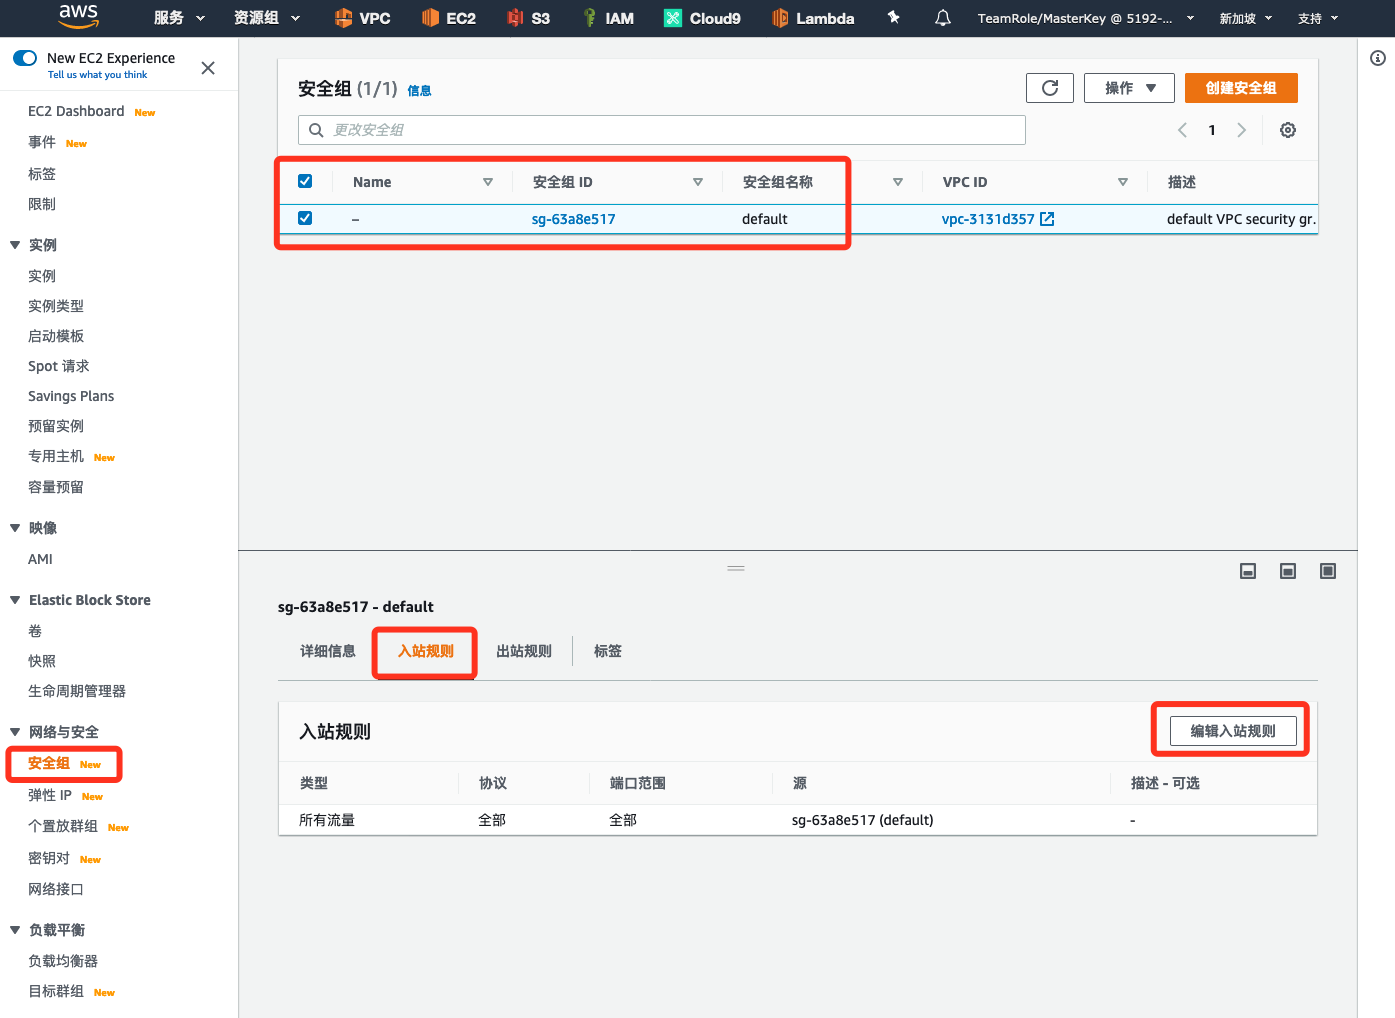 aws 服务 资源组 VPC EC2 S3 IAM Cloud9 Lambda TeamRole/MasterKey @ 5192-... 新加坡 支持
New EC2 Experience
Tell us what you think
EC2 Dashboard New
事件 New
标签
限制
实例
实例
实例类型
启动模板
Spot 请求
Savings Plans
预留实例
专用主机 New
容量预留
映像
AMI
Elastic Block Store
卷
快照
生命周期管理器
网络与安全
安全组 New
弹性 IP New
个置放群组 New
密钥对 New
网络接口
负载平衡
负载均衡器
目标群组 New
安全组 (1/1) 信息
操作
创建安全组
更改安全组
1
Name 安全组 ID 安全组名称 VPC ID 描述
– sg-63a8e517 default vpc-3131d357 default VPC security gr...
sg-63a8e517 - default
详细信息 入站规则 出站规则 标签
入站规则
编辑入站规则
类型 协议 端口范围 源 描述 - 可选
所有流量 全部 全部 sg-63a8e517 (default) -